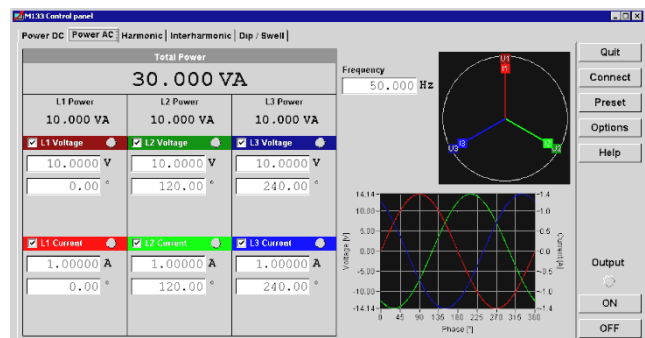 M133 Control panel
Power DC Power AC Harmonic Interharmonic Dip / Swell
Total Power
30.000 VA
L1 Power L2 Power L3 Power
10.000 VA 10.000 VA 10.000 VA
L1 Voltage L2 Voltage L3 Voltage
10.0000 V 10.0000 V 10.0000 V
0.00 ° 120.00 ° 240.00 °
L1 Current L2 Current L3 Current
1.00000 A 1.00000 A 1.00000 A
0.00 ° 120.00 ° 240.00 °
Frequency
50.000 Hz
U1
I1
U3 I3
I2 U2
14.14
10.00
5.00
0.00
-5.00
-10.00
-14.14
Voltage [V]
1.4
1.0
0.5
0.0
-0.5
-1.0
-1.4
Current [A]
0 45 90 135 180 225 270 315 360
Phase [°]
Quit
Connect
Preset
Options
Help
Output
ON
OFF